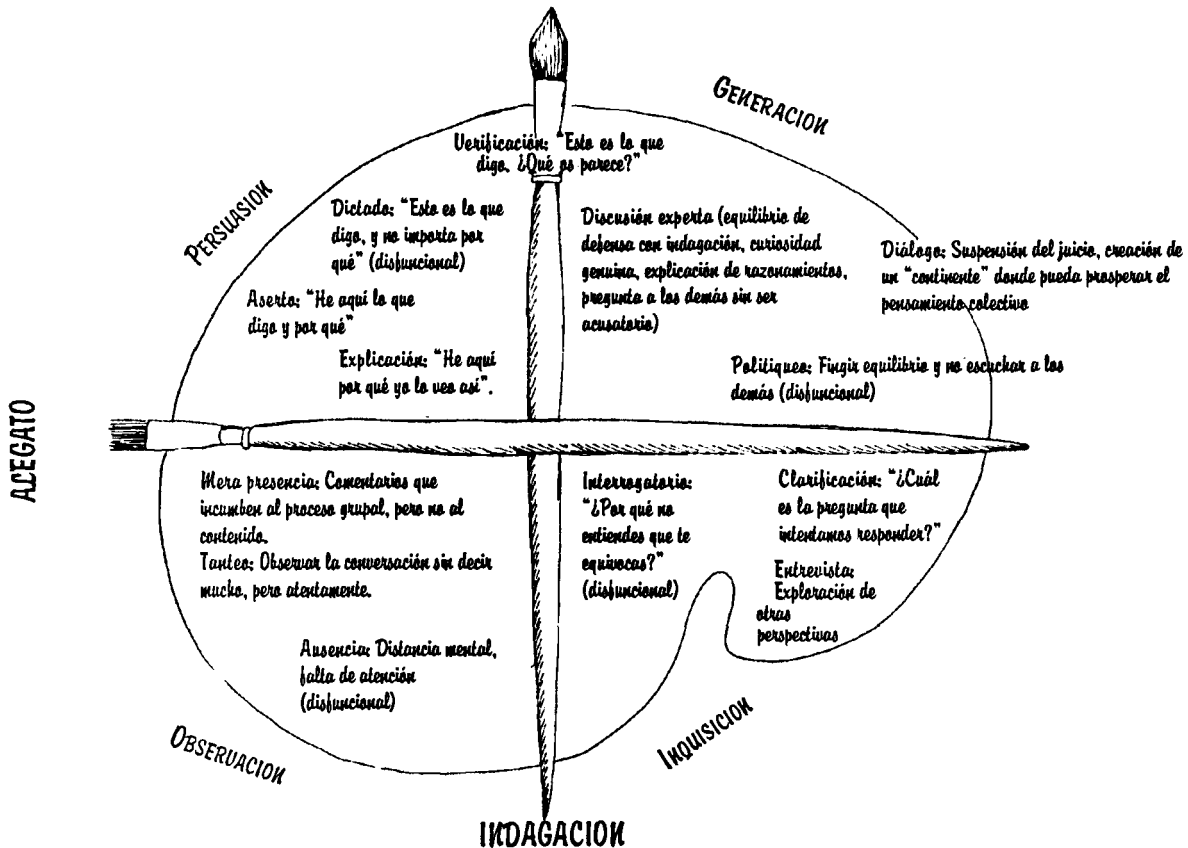 GENERACION
PERSUASION
Verificación: "Esto es lo que
digo. ¿Qué os parece?"
Dictado: "Esto es lo que
digo, y no importa por
qué" (disfuncional)
Aserto: "He aquí lo que
digo y por qué"
Explicación: "He aquí
por qué yo lo veo así".
Discusión experta (equilibrio de
defensa con indagación, curiosidad
genuina, explicación de razonamientos,
pregunta a los demás sin ser
acusatorio)
Diálogo: Suspensión del juicio, creación de
un "continente" donde pueda prosperar el
pensamiento colectivo
Politiqueo: Fingir equilibrio y no escuchar a los
demás (disfuncional)
ALEGATO
Mera presencia: Comentarios que
incumben al proceso grupal, pero no al
contenido.
Tanteo: Observar la conversación sin decir
mucho, pero atentamente.
Ausencia: Distancia mental,
falta de atención
(disfuncional)
Interrogatorio:
"¿Por qué no
entiendes que te
equivocas?"
(disfuncional)
Clarificación: "¿Cuál
es la pregunta que
intentamos responder?"
Entrevista:
Exploración de
otras
perspectivas
OBSERVACION
INQUISICION
INDAGACION